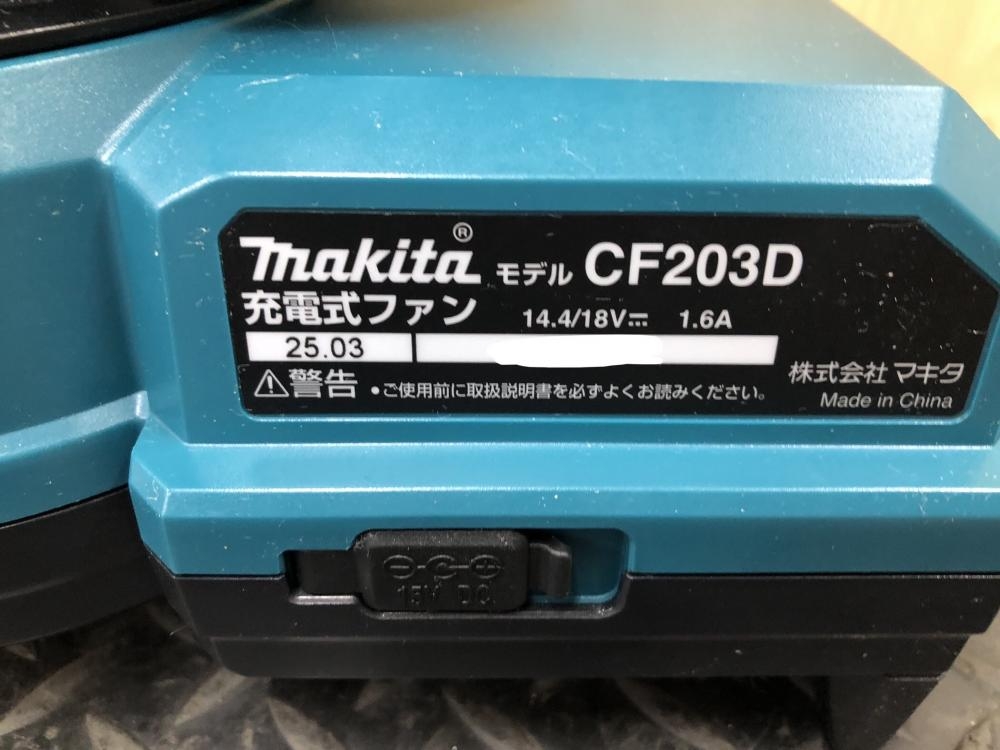 makita® モデル CF203D
充電式ファン 14.4/18V⎓ 1.6A
25.03
⚠警告 •ご使用前に取扱説明書を必ずよくお読みください。
株式会社 マキタ
Made in China
15V DC